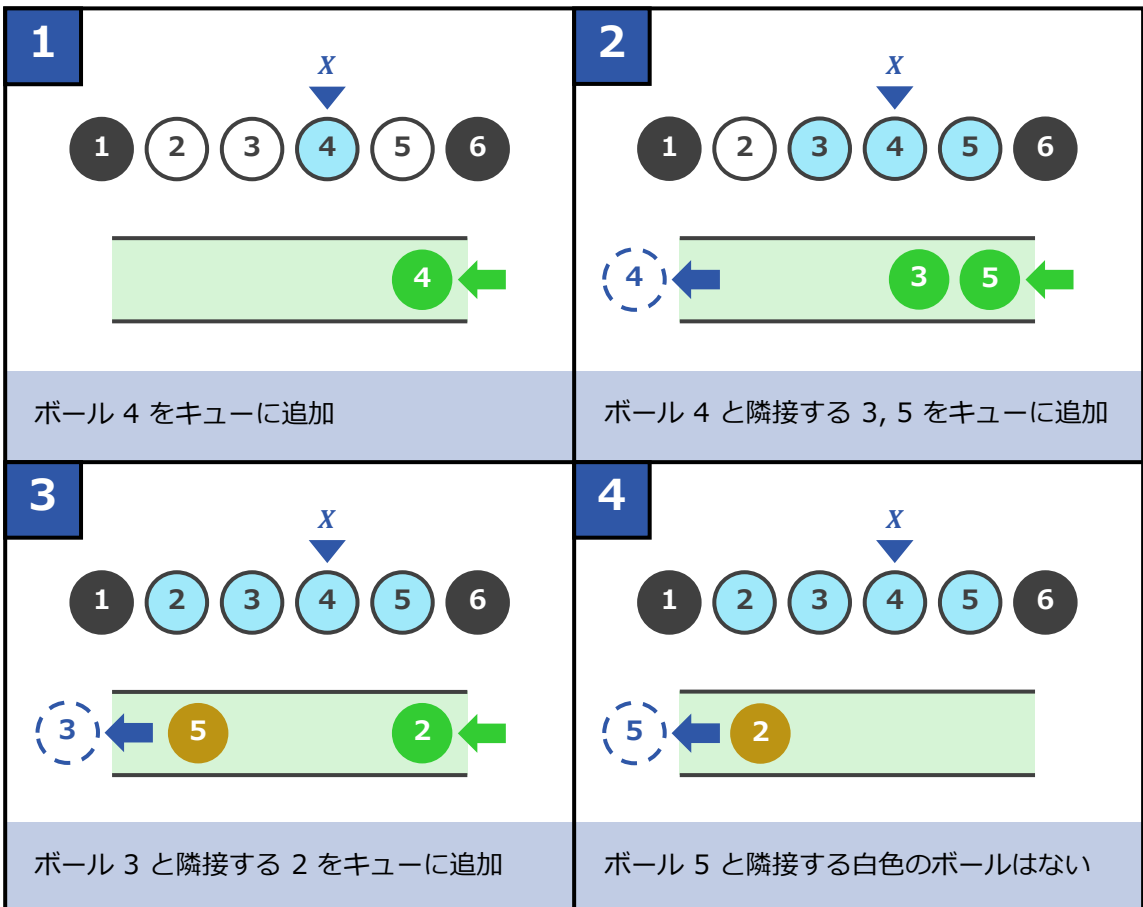 1
X
1 2 3 4 5 6
4
ボール 4 をキューに追加
2
X
1 2 3 4 5 6
4 3 5
ボール 4 と隣接する 3, 5 をキューに追加
3
X
1 2 3 4 5 6
3 5 2
ボール 3 と隣接する 2 をキューに追加
4
X
1 2 3 4 5 6
5 2
ボール 5 と隣接する白色のボールはない